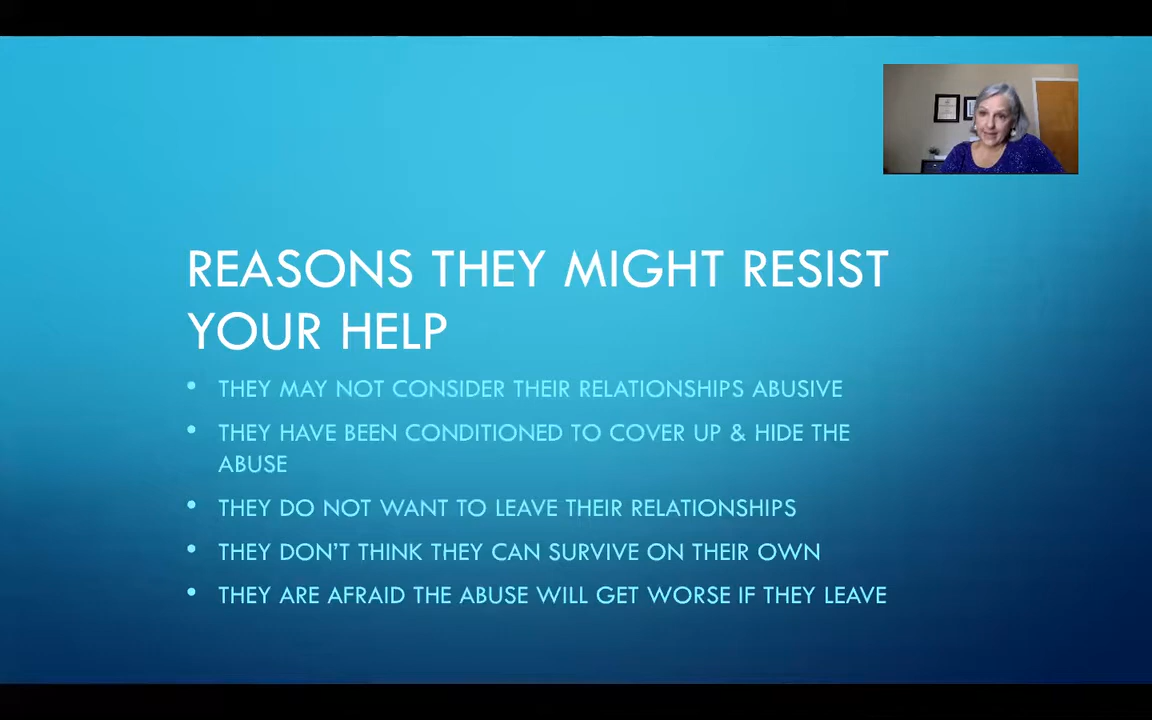 REASONS THEY MIGHT RESIST
YOUR HELP
• THEY MAY NOT CONSIDER THEIR RELATIONSHIPS ABUSIVE
• THEY HAVE BEEN CONDITIONED TO COVER UP & HIDE THE
ABUSE
• THEY DO NOT WANT TO LEAVE THEIR RELATIONSHIPS
• THEY DON'T THINK THEY CAN SURVIVE ON THEIR OWN
• THEY ARE AFRAID THE ABUSE WILL GET WORSE IF THEY LEAVE